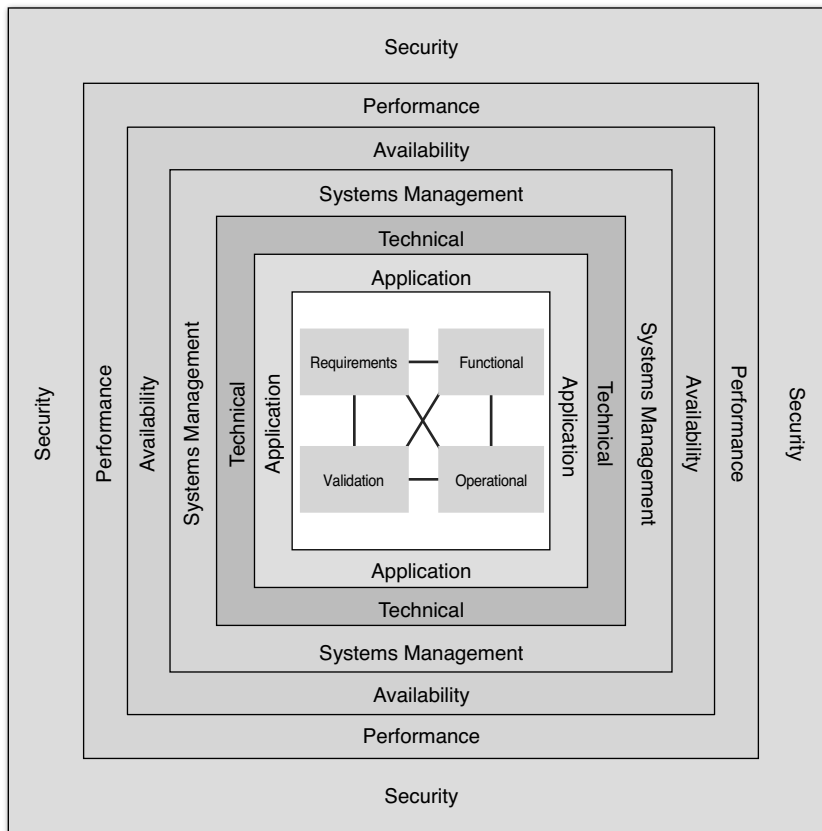 Security
Performance
Availability
Systems Management
Technical
Application
Requirements
Functional
Security
Performance
Availability
Systems Management
Technical
Application
Application
Technical
Systems Management
Availability
Performance
Security
Validation
Operational
Application
Technical
Systems Management
Availability
Performance
Security